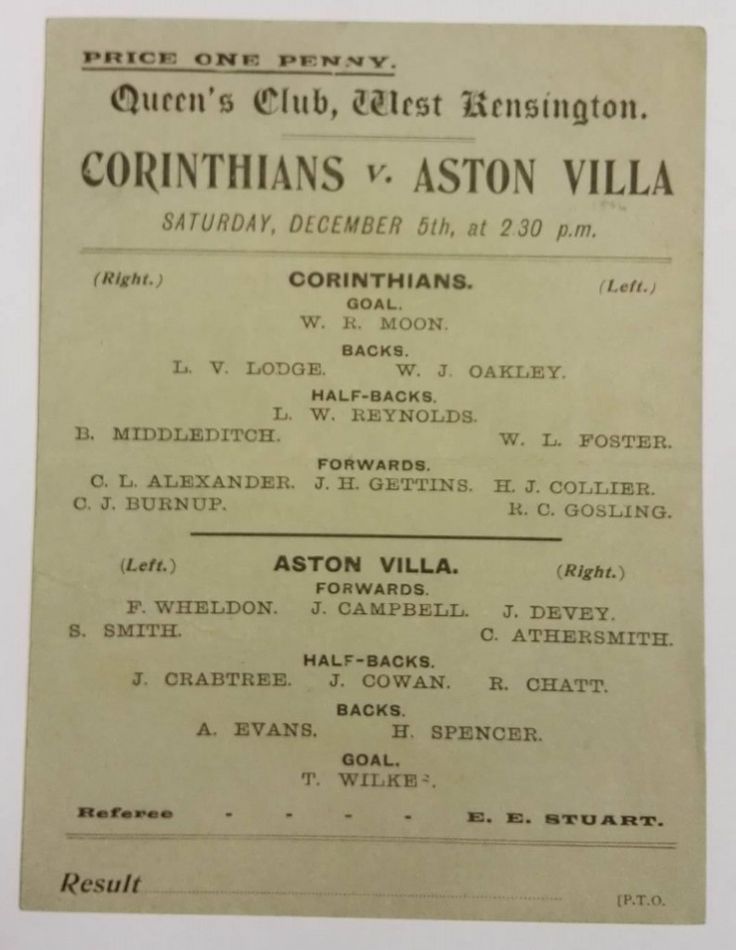 PRICE ONE PENNY.
Queen's Club, West Kensington.
CORINTHIANS v. ASTON VILLA
SATURDAY, DECEMBER 5th, at 2.30 p.m.
(Right.) CORINTHIANS. (Left.)
GOAL.
W. R. MOON.
BACKS.
L. V. LODGE. W. J. OAKLEY.
HALF-BACKS.
L. W. REYNOLDS.
B. MIDDLEDITCH. W. L. FOSTER.
FORWARDS.
C. L. ALEXANDER. J. H. GETTINS. H. J. COLLIER.
C. J. BURNUP. R. C. GOSLING.
(Left.) ASTON VILLA. (Right.)
FORWARDS.
F. WHELDON. J. CAMPBELL. J. DEVEY.
S. SMITH. C. ATHERSMITH.
HALF-BACKS.
J. CRABTREE. J. COWAN. R. CHATT.
BACKS.
A. EVANS. H. SPENCER.
GOAL.
T.
Referee - - - - E. E. STUART.
Result
[P.T.O.